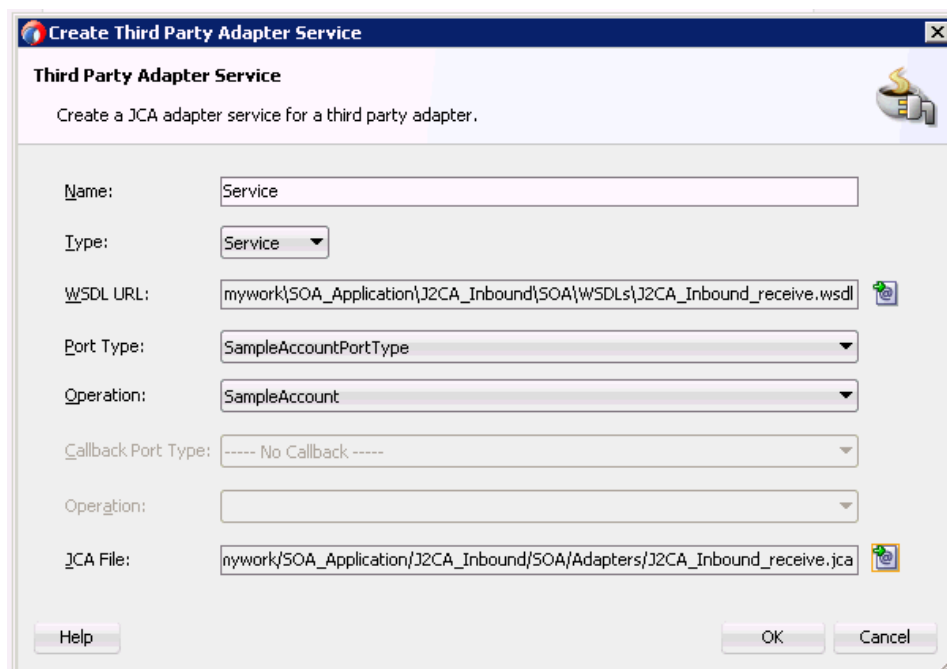 Create Third Party Adapter Service
Third Party Adapter Service
Create a JCA adapter service for a third party adapter.
Name: Service
Type: Service
WSDL URL: mywork\SOA_Application\J2CA_Inbound\SOA\WSDLs\J2CA_Inbound_receive.wsdl
Port Type: SampleAccountPortType
Operation: SampleAccount
Callback Port Type: ----- No Callback -----
Operation:
JCA File: nywork/SOA_Application/J2CA_Inbound/SOA/Adapters/J2CA_Inbound_receive.jca
Help OK Cancel